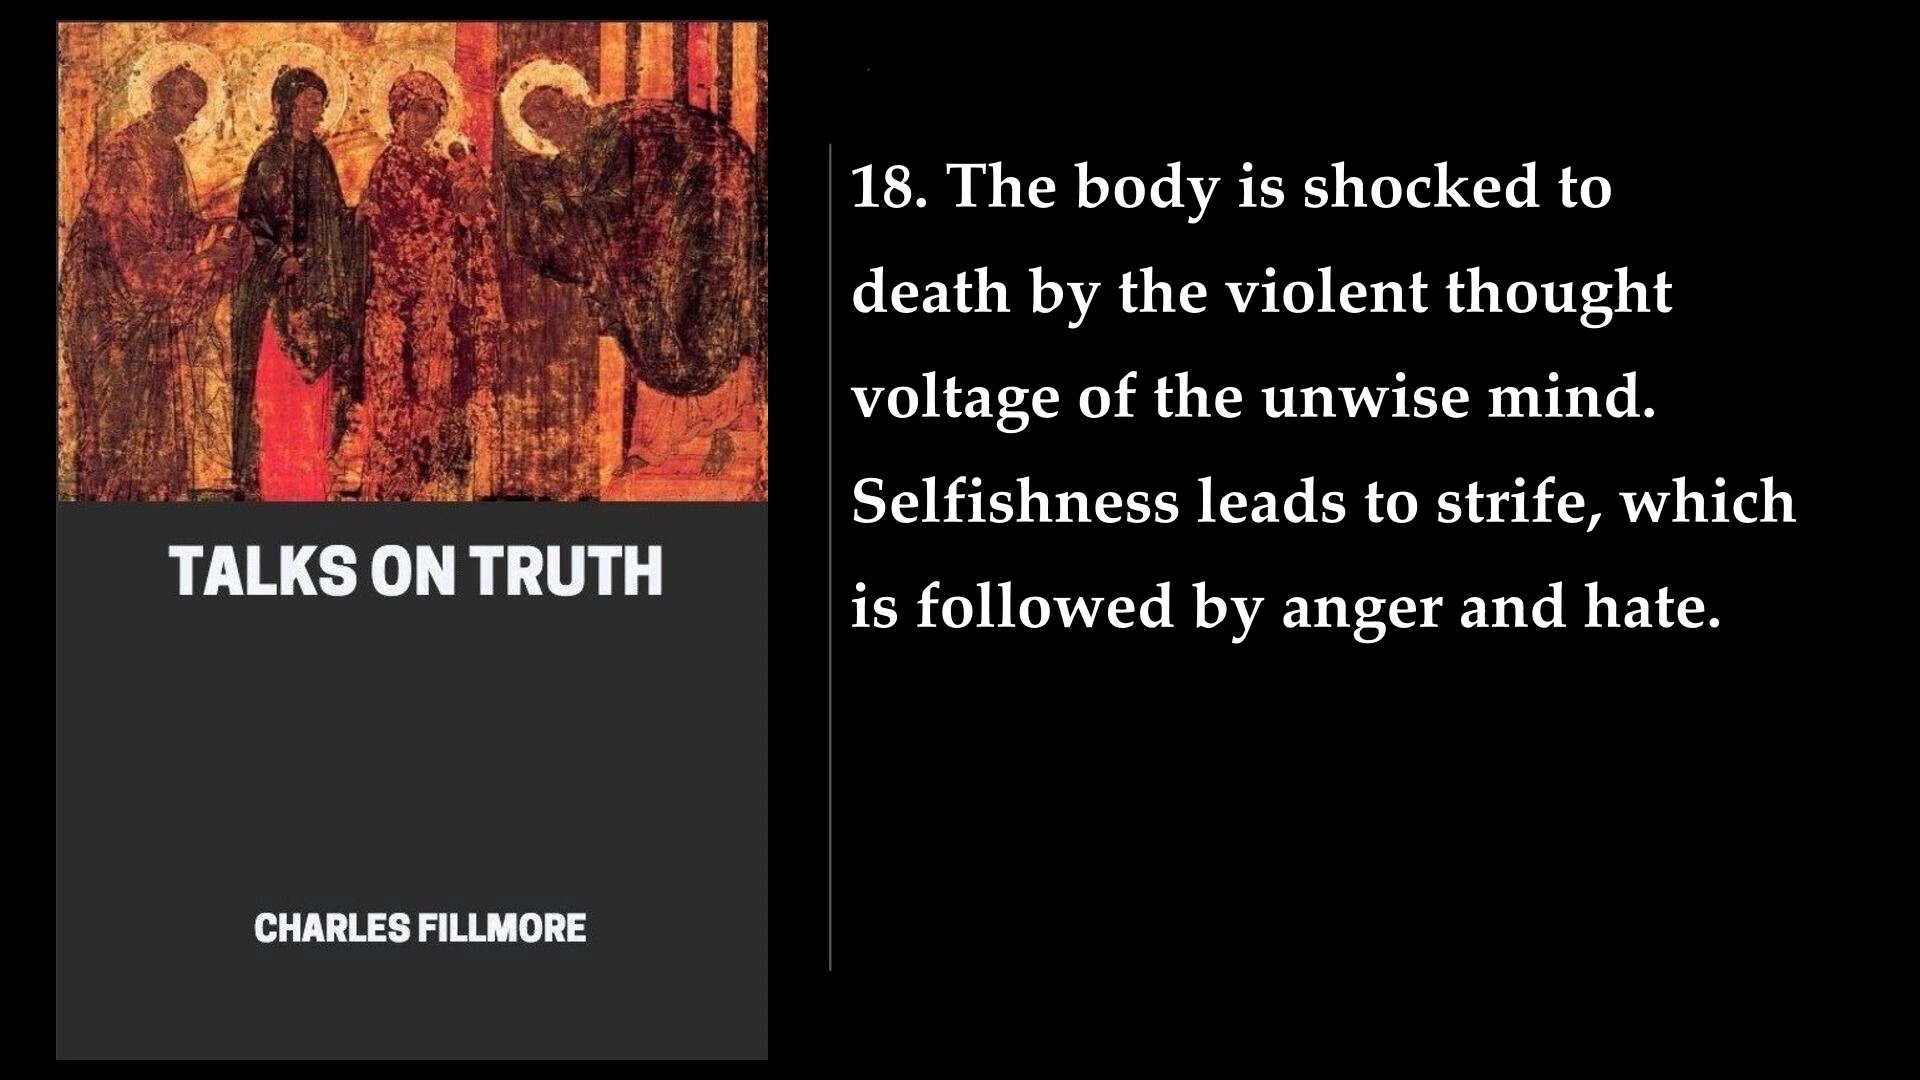 TALKS ON TRUTH
CHARLES FILLMORE
18. The body is shocked to
death by the violent thought
voltage of the unwise mind.
Selfishness leads to strife, which
is followed by anger and hate.